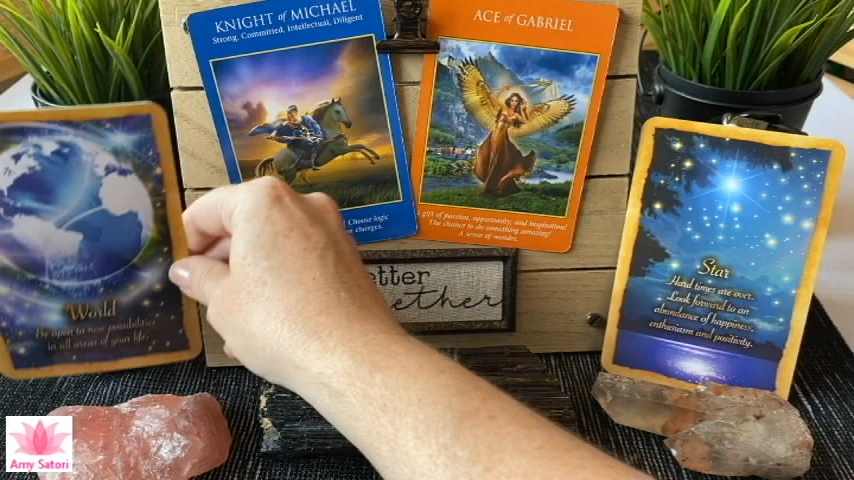 KNIGHT of MICHAEL
Strong, Committed, Intellectual, Diligent
Choose logic
changes.
ACE of GABRIEL
gift of passion, opportunity, and inspiration!
The chance to do something amazing!
A sense of wonder.
World
Be open to new possibilities
in all areas of your life.
etter
gether
Star
Hard times are over.
Look forward to an
abundance of happiness,
enthusiasm and positivity.
Amy Satori